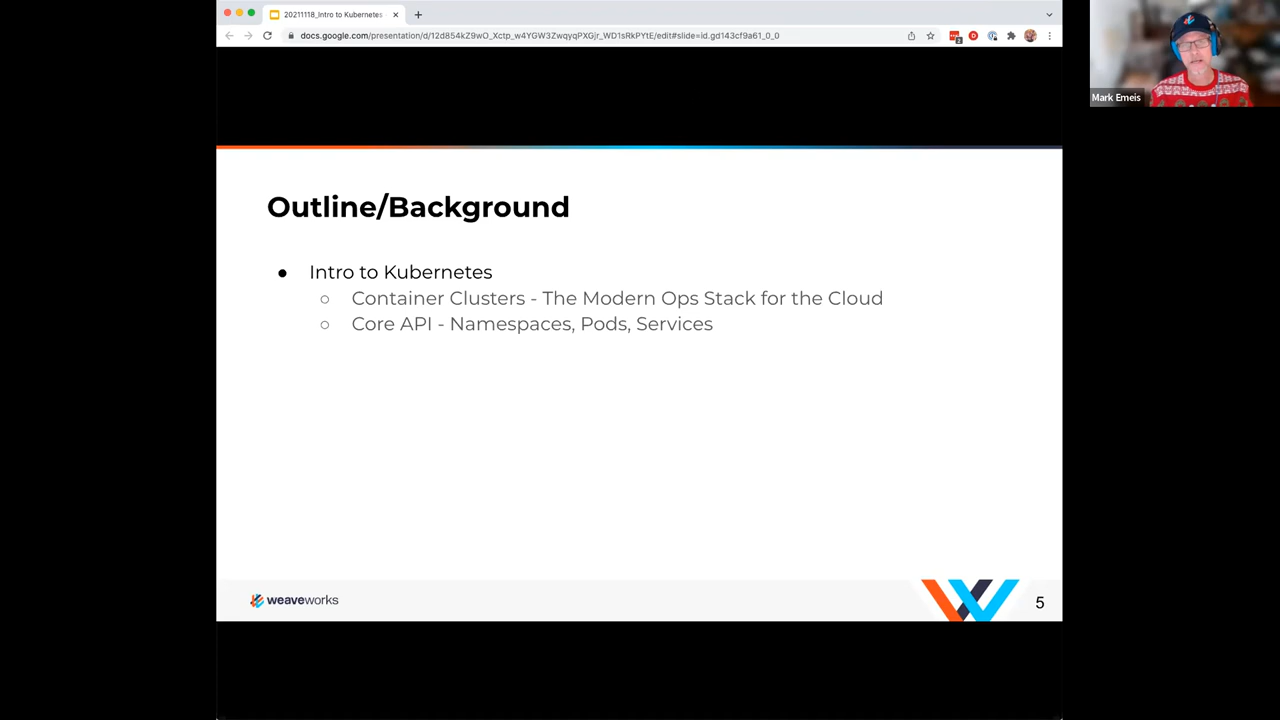 20211118_Intro to Kubernetes -
docs.google.com/presentation/d/12d854kZ9wO_Xctp_w4YGW3ZwqyqPXGjr_WD1sRkPYtE/edit#slide=id.gd143cf9a61_0_0
Mark Emeis
Outline/Background
● Intro to Kubernetes
○ Container Clusters - The Modern Ops Stack for the Cloud
○ Core API - Namespaces, Pods, Services
weaveworks
5